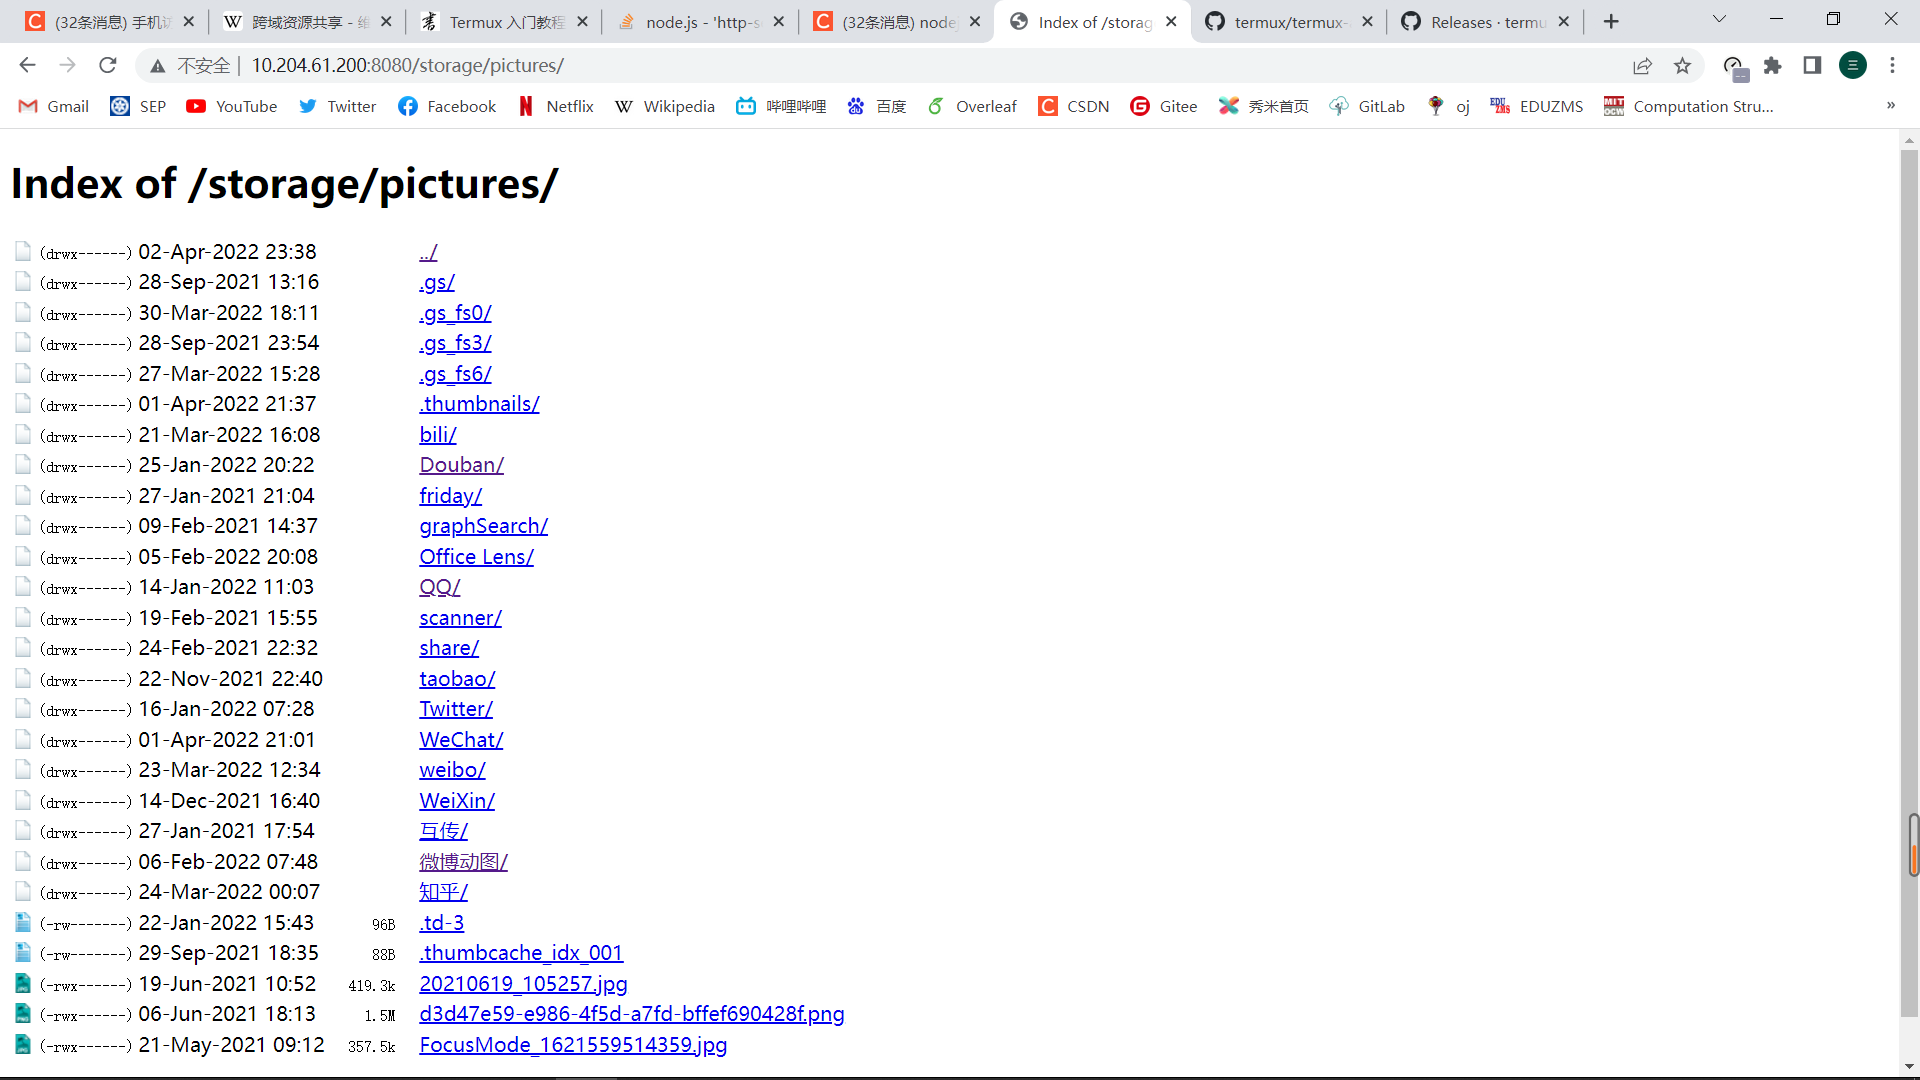 (32条消息) 手机 跨域资源共享 - 维 Termux 入门教程 node.js - 'http-s (32条消息) node Index of /storag termux/termux- Releases · termu
不安全 10.204.61.200:8080/storage/pictures/ 三
Gmail SEP YouTube Twitter Facebook Netflix Wikipedia 哔哩哔哩 百度 Overleaf CSDN Gitee 秀米首页 GitLab oj EDUZMS Computation Stru... »
Index of /storage/pictures/
(drwx------) 02-Apr-2022 23:38 ../
(drwx------) 28-Sep-2021 13:16 .gs/
(drwx------) 30-Mar-2022 18:11 .gs_fs0/
(drwx------) 28-Sep-2021 23:54 .gs_fs3/
(drwx------) 27-Mar-2022 15:28 .gs_fs6/
(drwx------) 01-Apr-2022 21:37 .thumbnails/
(drwx------) 21-Mar-2022 16:08 bili/
(drwx------) 25-Jan-2022 20:22 Douban/
(drwx------) 27-Jan-2021 21:04 friday/
(drwx------) 09-Feb-2021 14:37 graphSearch/
(drwx------) 05-Feb-2022 20:08 Office Lens/
(drwx------) 14-Jan-2022 11:03 QQ/
(drwx------) 19-Feb-2021 15:55 scanner/
(drwx------) 24-Feb-2021 22:32 share/
(drwx------) 22-Nov-2021 22:40 taobao/
(drwx------) 16-Jan-2022 07:28 Twitter/
(drwx------) 01-Apr-2022 21:01 WeChat/
(drwx------) 23-Mar-2022 12:34 weibo/
(drwx------) 14-Dec-2021 16:40 WeiXin/
(drwx------) 27-Jan-2021 17:54 互传/
(drwx------) 06-Feb-2022 07:48 微博动图/
(drwx------) 24-Mar-2022 00:07 知乎/
(-rw-------) 22-Jan-2022 15:43 96B .td-3
(-rw-------) 29-Sep-2021 18:35 88B .thumbcache_idx_001
(-rwx------) 19-Jun-2021 10:52 419.3k 20210619_105257.jpg
(-rwx------) 06-Jun-2021 18:13 1.5M d3d47e59-e986-4f5d-a7fd-bffef690428f.png
(-rwx------) 21-May-2021 09:12 357.5k FocusMode_1621559514359.jpg